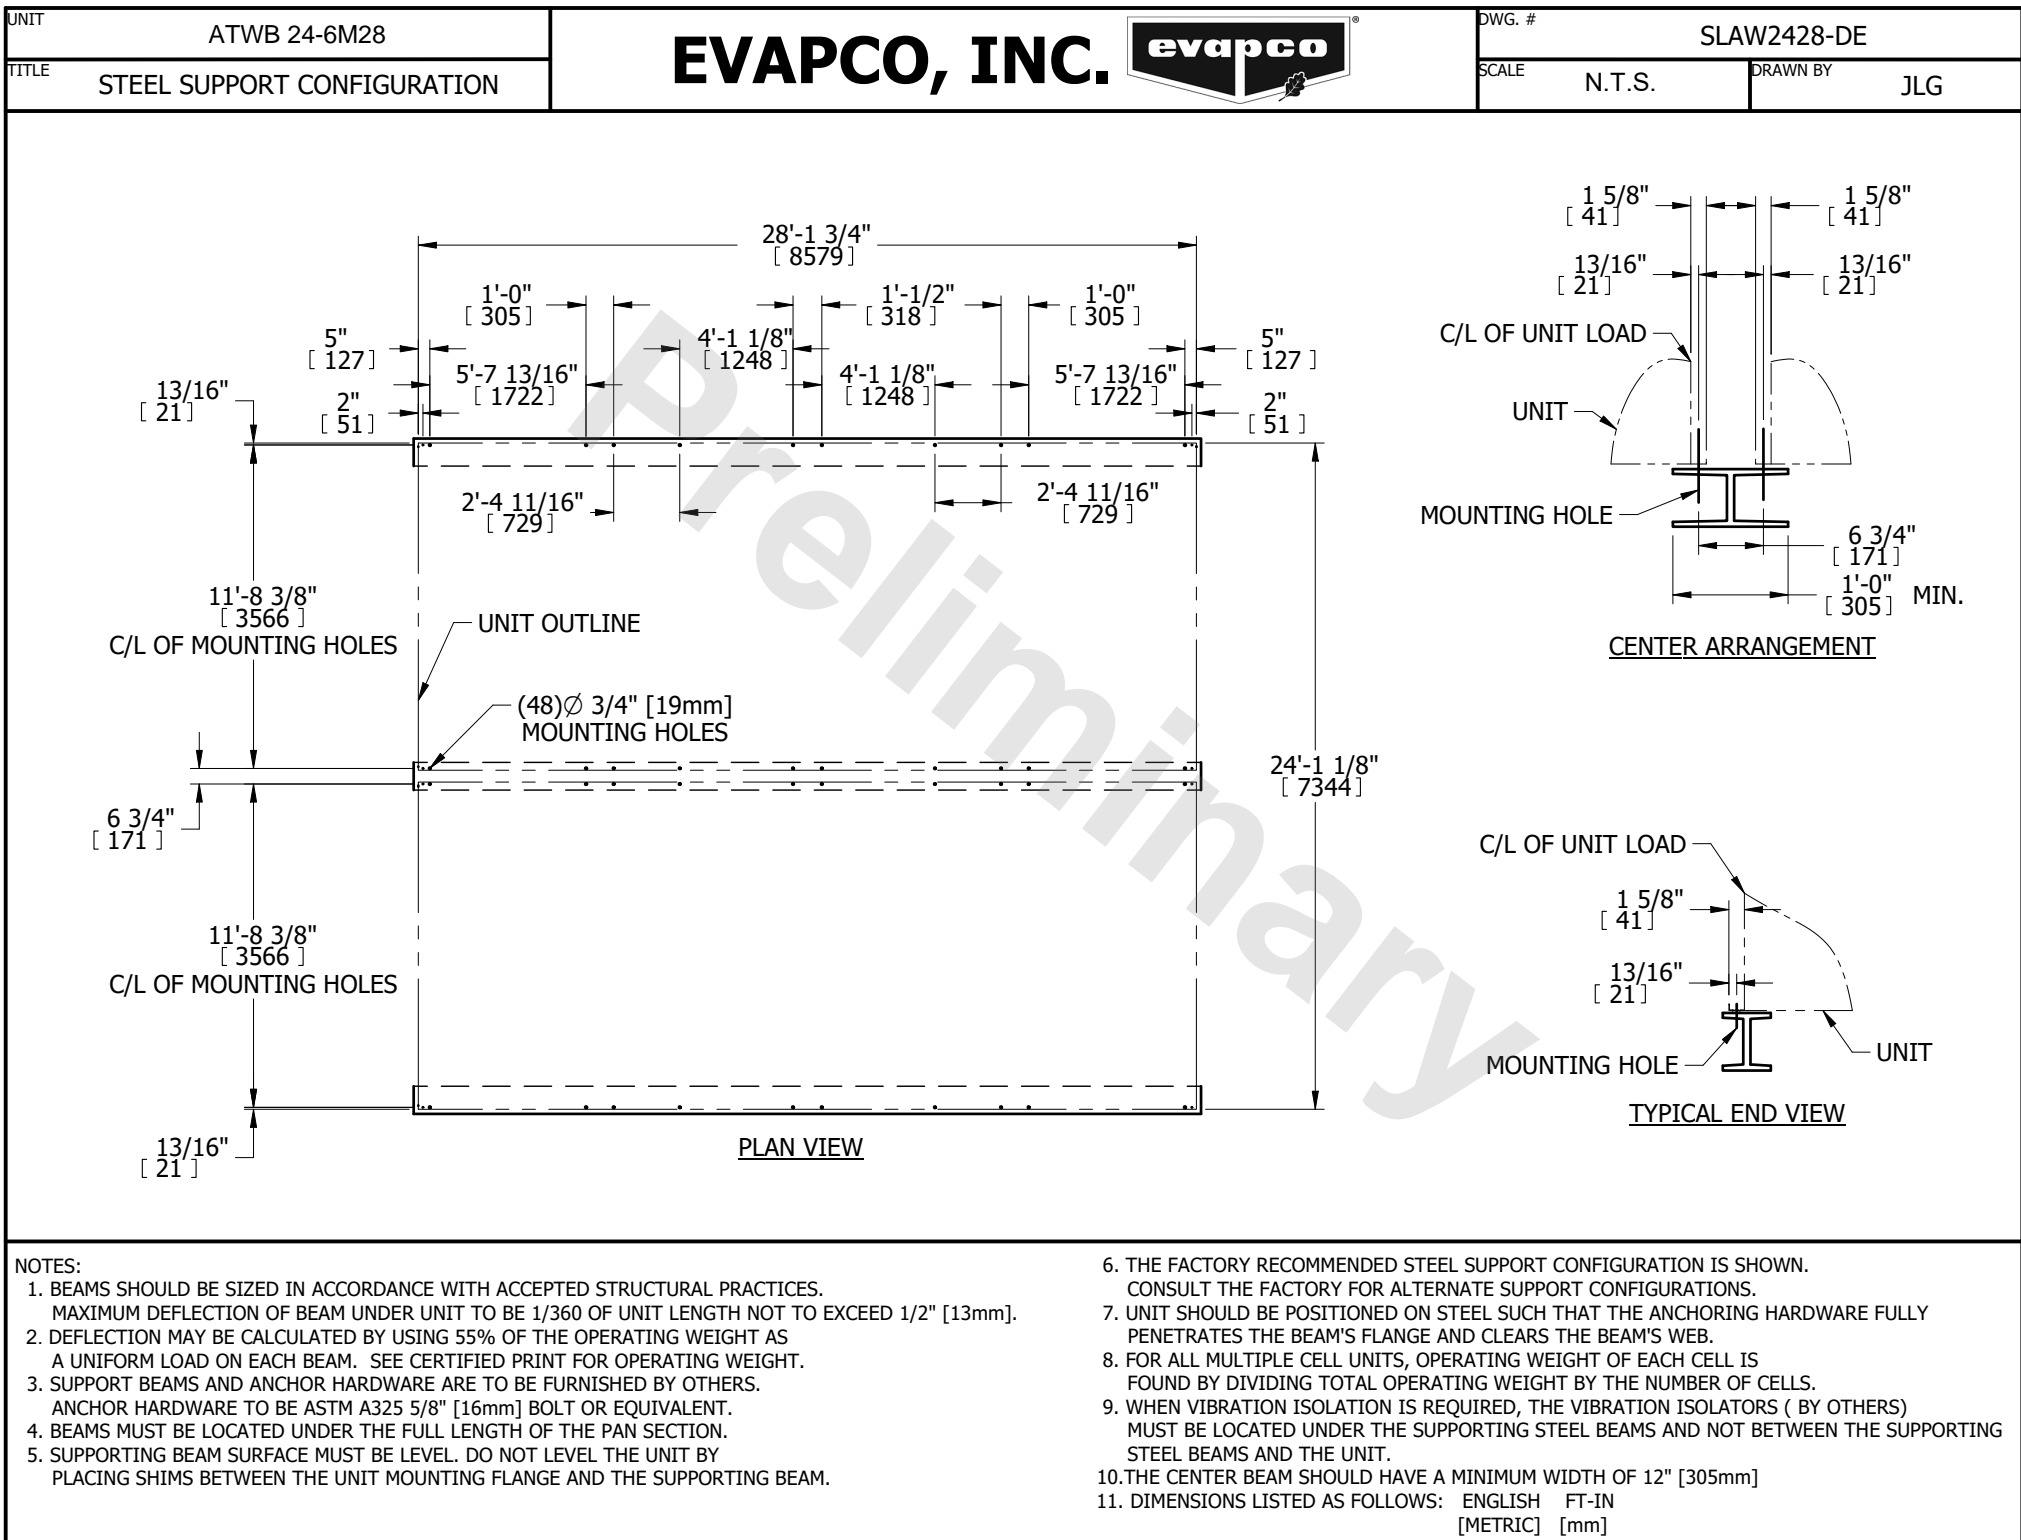 UNIT
ATWB 24-6M28
TITLE
STEEL SUPPORT CONFIGURATION
EVAPCO, INC.
evapco
®
DWG. #
SLAW2428-DE
SCALE
N.T.S.
DRAWN BY
JLG
28'-1 3/4"
[ 8579 ]
1'-0"
[ 305 ]
1'-1/2"
[ 318 ]
1'-0"
[ 305 ]
5"
[ 127 ]
4'-1 1/8"
[ 1248 ]
5"
[ 127 ]
5'-7 13/16"
[ 1722 ]
4'-1 1/8"
[ 1248 ]
5'-7 13/16"
[ 1722 ]
13/16"
[ 21 ]
2"
[ 51 ]
2"
[ 51 ]
2'-4 11/16"
[ 729 ]
2'-4 11/16"
[ 729 ]
11'-8 3/8"
[ 3566 ]
C/L OF MOUNTING HOLES
UNIT OUTLINE
(48)Ø 3/4" [19mm]
MOUNTING HOLES
6 3/4"
[ 171 ]
24'-1 1/8"
[ 7344 ]
11'-8 3/8"
[ 3566 ]
C/L OF MOUNTING HOLES
13/16"
[ 21 ]
PLAN VIEW
Preliminary
1 5/8"
[ 41 ]
1 5/8"
[ 41 ]
13/16"
[ 21 ]
13/16"
[ 21 ]
C/L OF UNIT LOAD
UNIT
MOUNTING HOLE
6 3/4"
[ 171 ]
1'-0"
[ 305 ] MIN.
CENTER ARRANGEMENT
C/L OF UNIT LOAD
1 5/8"
[ 41 ]
13/16"
[ 21 ]
MOUNTING HOLE
UNIT
TYPICAL END VIEW
NOTES:
1. BEAMS SHOULD BE SIZED IN ACCORDANCE WITH ACCEPTED STRUCTURAL PRACTICES.
MAXIMUM DEFLECTION OF BEAM UNDER UNIT TO BE 1/360 OF UNIT LENGTH NOT TO EXCEED 1/2" [13mm].
2. DEFLECTION MAY BE CALCULATED BY USING 55% OF THE OPERATING WEIGHT AS
A UNIFORM LOAD ON EACH BEAM. SEE CERTIFIED PRINT FOR OPERATING WEIGHT.
3. SUPPORT BEAMS AND ANCHOR HARDWARE ARE TO BE FURNISHED BY OTHERS.
ANCHOR HARDWARE TO BE ASTM A325 5/8" [16mm] BOLT OR EQUIVALENT.
4. BEAMS MUST BE LOCATED UNDER THE FULL LENGTH OF THE PAN SECTION.
5. SUPPORTING BEAM SURFACE MUST BE LEVEL. DO NOT LEVEL THE UNIT BY
PLACING SHIMS BETWEEN THE UNIT MOUNTING FLANGE AND THE SUPPORTING BEAM.
6. THE FACTORY RECOMMENDED STEEL SUPPORT CONFIGURATION IS SHOWN.
CONSULT THE FACTORY FOR ALTERNATE SUPPORT CONFIGURATIONS.
7. UNIT SHOULD BE POSITIONED ON STEEL SUCH THAT THE ANCHORING HARDWARE FULLY
PENETRATES THE BEAM'S FLANGE AND CLEARS THE BEAM'S WEB.
8. FOR ALL MULTIPLE CELL UNITS, OPERATING WEIGHT OF EACH CELL IS
FOUND BY DIVIDING TOTAL OPERATING WEIGHT BY THE NUMBER OF CELLS.
9. WHEN VIBRATION ISOLATION IS REQUIRED, THE VIBRATION ISOLATORS ( BY OTHERS)
MUST BE LOCATED UNDER THE SUPPORTING STEEL BEAMS AND NOT BETWEEN THE SUPPORTING
STEEL BEAMS AND THE UNIT.
10.THE CENTER BEAM SHOULD HAVE A MINIMUM WIDTH OF 12" [305mm]
11. DIMENSIONS LISTED AS FOLLOWS: ENGLISH FT-IN
[METRIC] [mm]